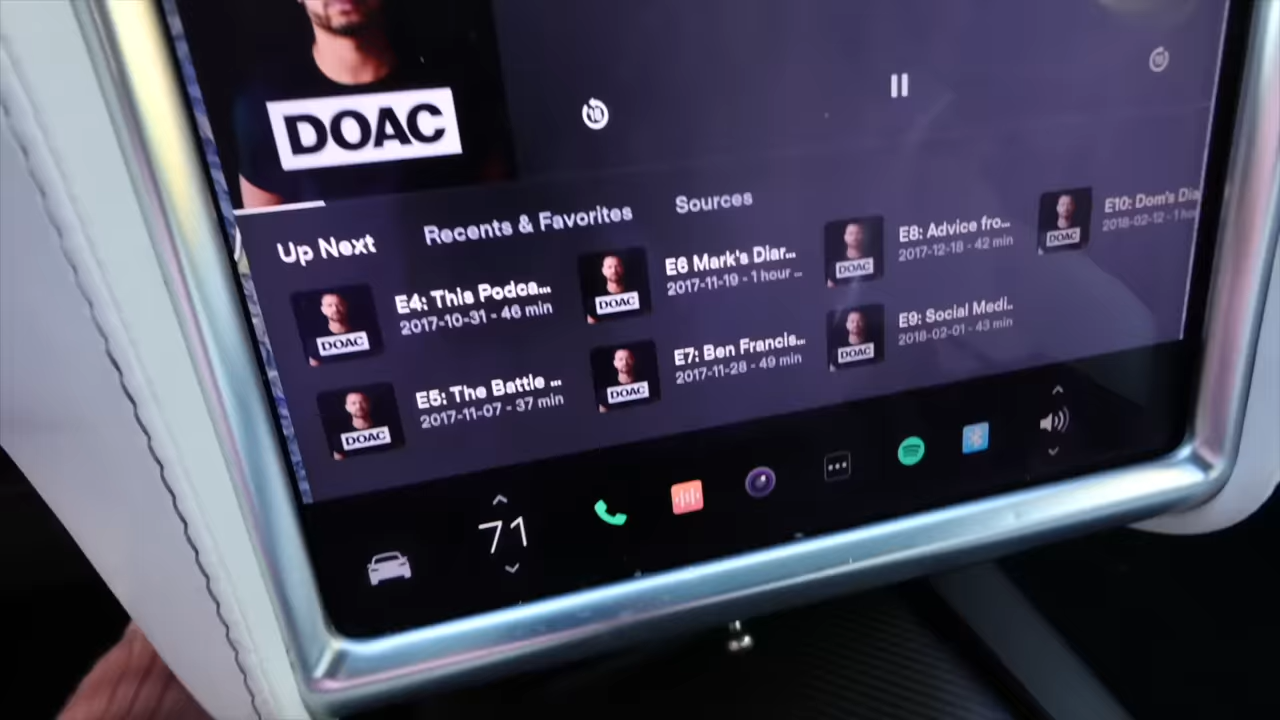 DOAC
Up Next
Recents & Favorites
Sources
E4: This Podca...
2017-10-31 - 46 min
DOAC
E5: The Battle ...
2017-11-07 - 37 min
DOAC
E6 Mark's Diar...
2017-11-19 - 1 hour ...
DOAC
E7: Ben Francis...
2017-11-28 - 49 min
DOAC
E8: Advice fro...
2017-12-18 - 42 min
DOAC
E9: Social Medi..
2018-02-01 - 43 min
DOAC
E10: Dom's Dia
2018-02-12 - 1 ho
DOAC
71